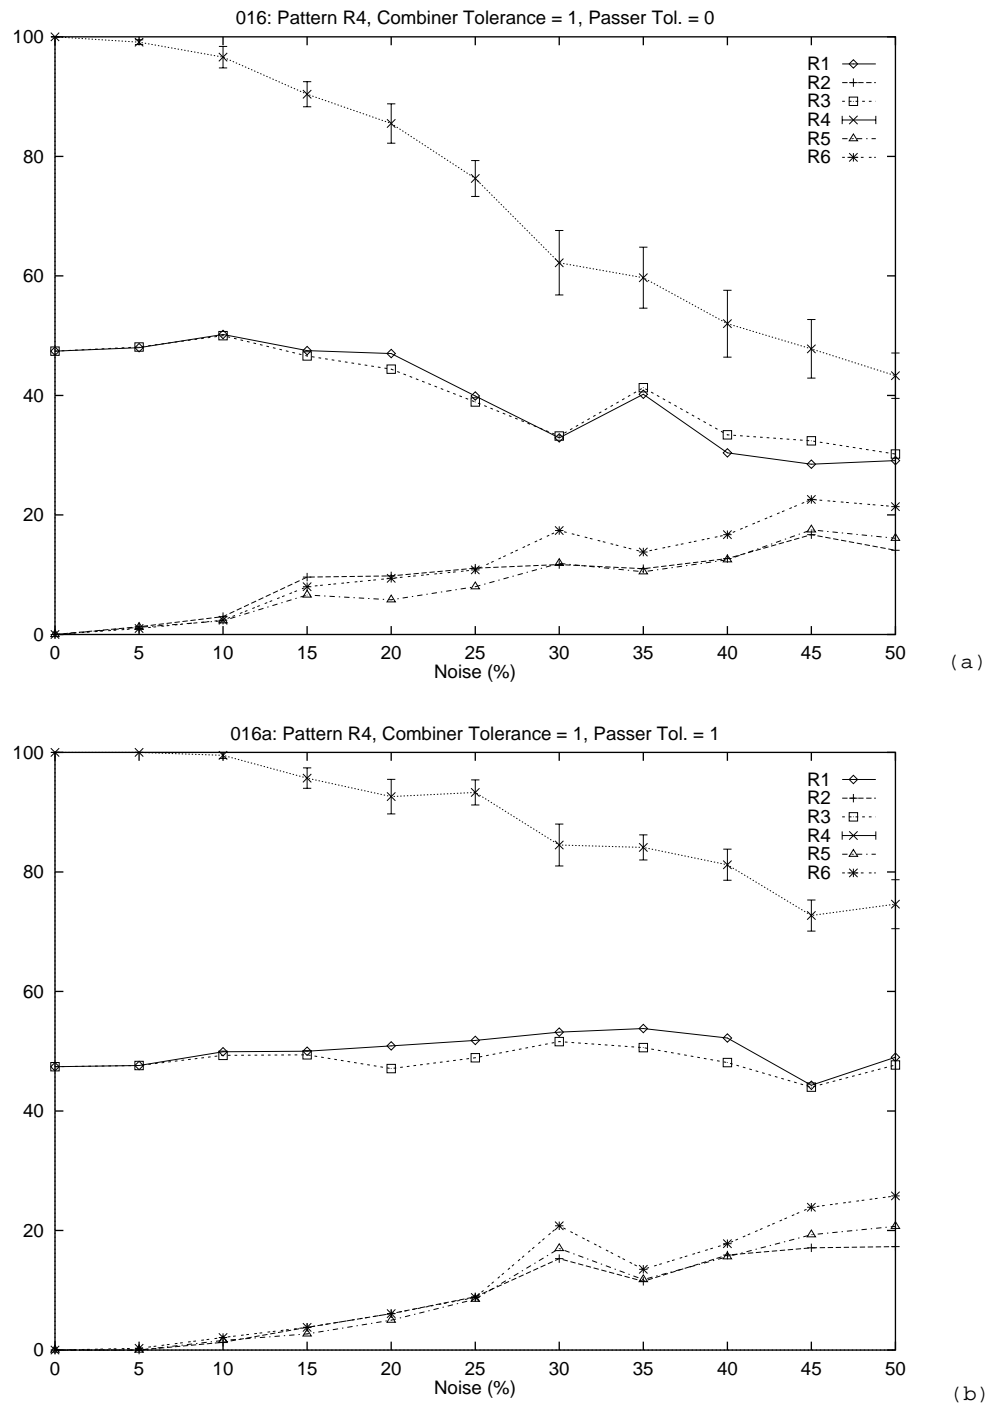 016: Pattern R4, Combiner Tolerance = 1, Passer Tol. = 0
100
80
60
40
20
0
R1
R2
R3
R4
R5
R6
0 5 10 15 20 25 30 35 40 45 50
Noise (%)
(a)
016a: Pattern R4, Combiner Tolerance = 1, Passer Tol. = 1
100
80
60
40
20
0
R1
R2
R3
R4
R5
R6
0 5 10 15 20 25 30 35 40 45 50
Noise (%)
(b)